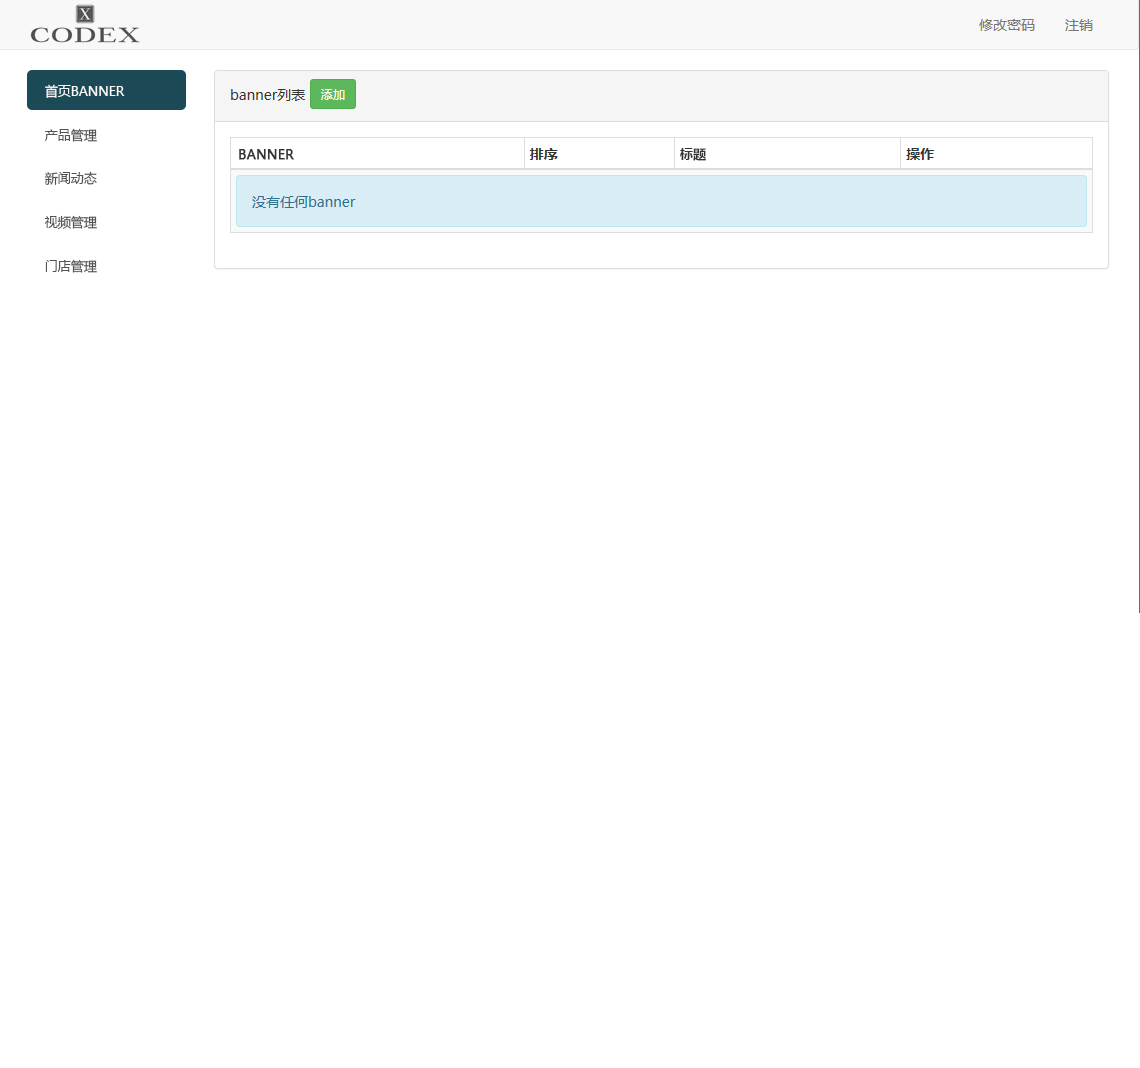 X
CODEX
修改密码 注销
首页BANNER
产品管理
新闻动态
视频管理
门店管理
banner列表 添加
BANNER 排序 标题 操作
没有任何banner